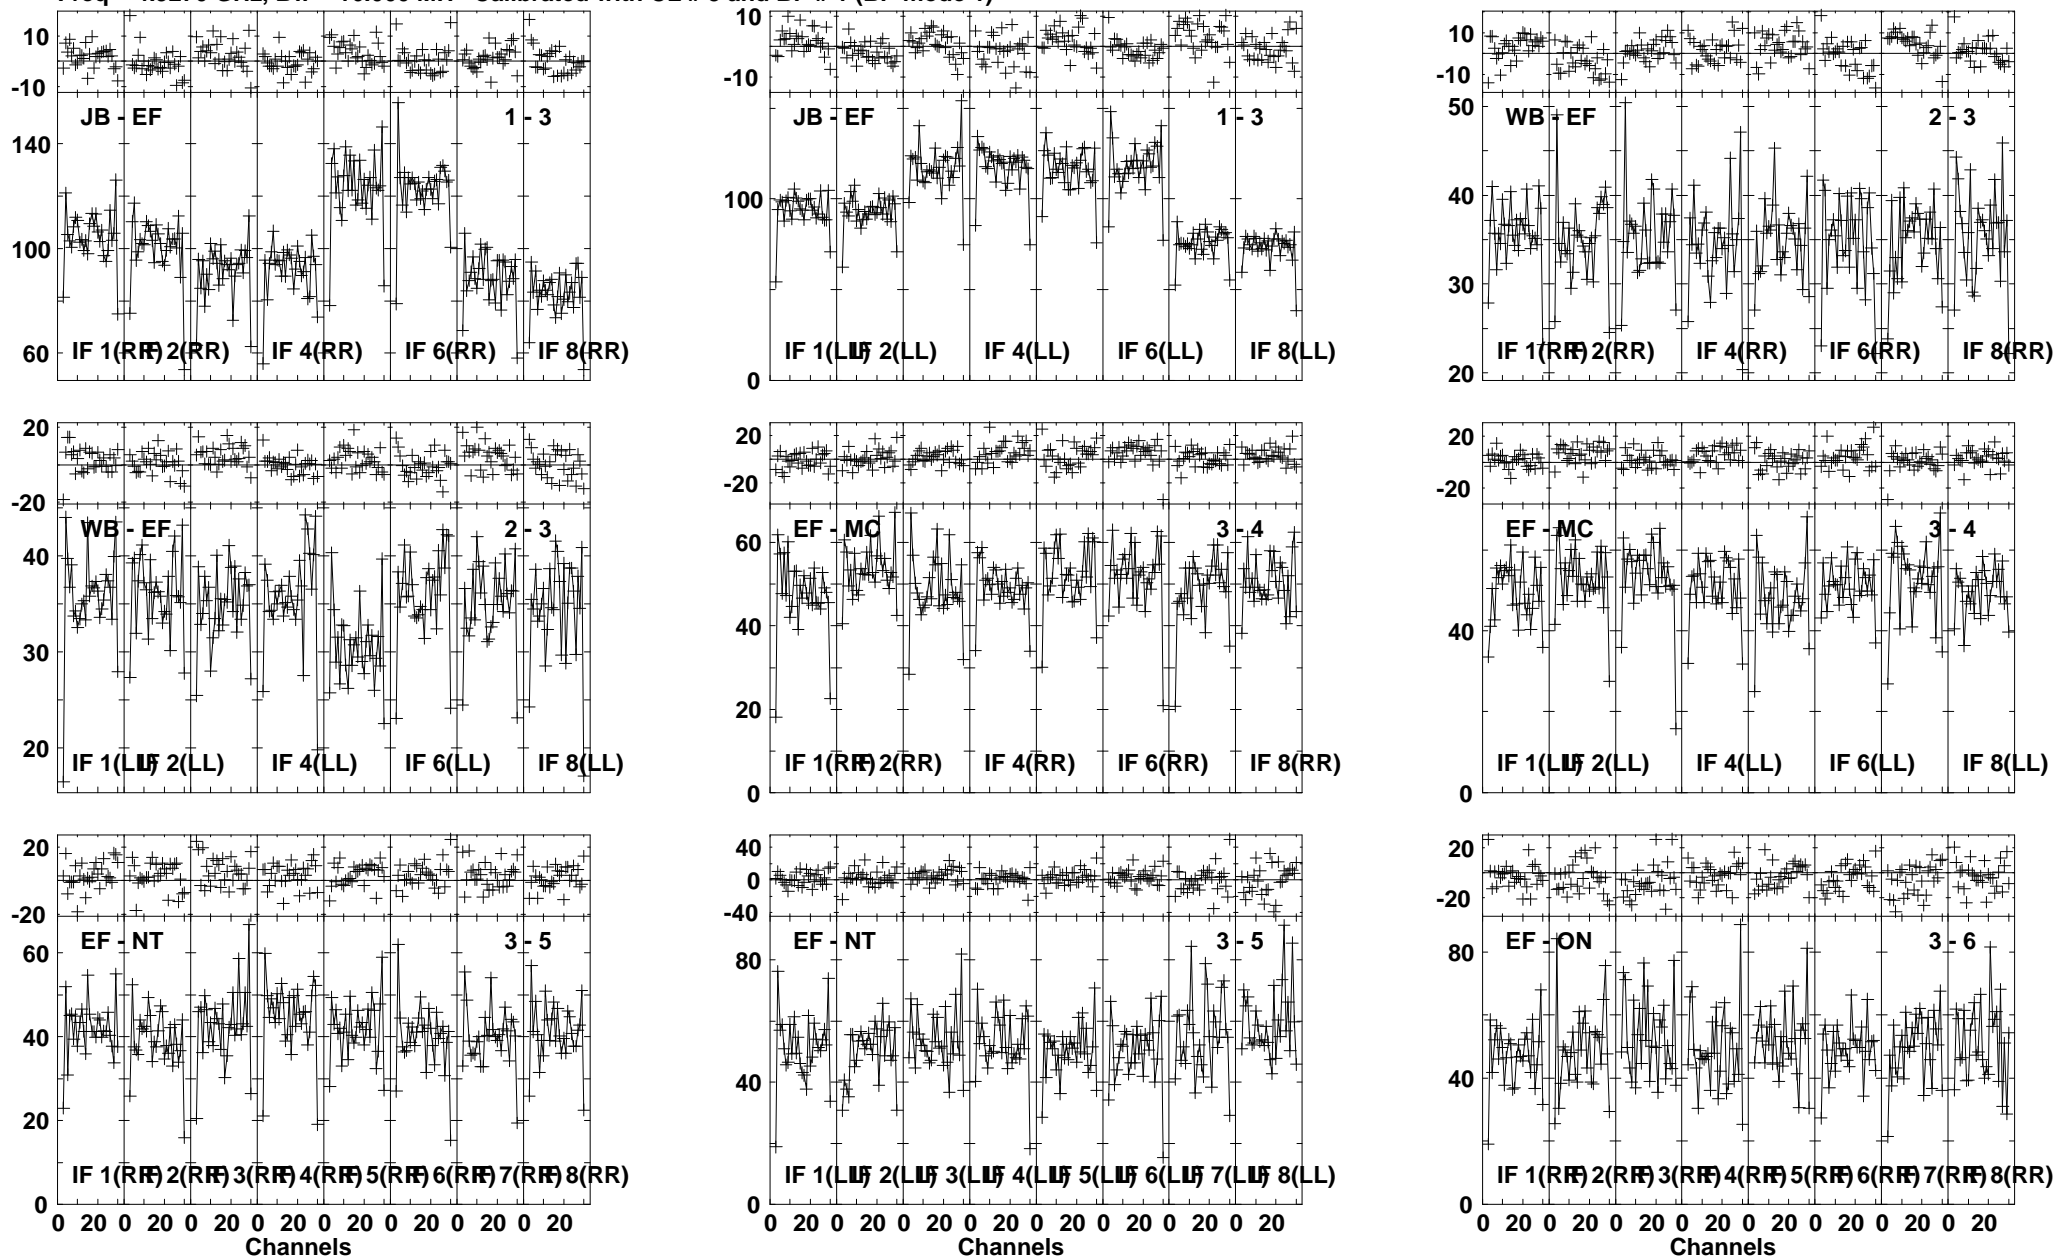 10 10 10
-10 -10 -10
JB - EF 1 - 3 JB - EF 1 - 3 WB - EF 2 - 3
140 100 50
100 0 40
60 30
20
IF 1(RR) IF 2(RR) IF 4(RR) IF 6(RR) IF 8(RR)
IF 1(LL) IF 2(LL) IF 4(LL) IF 6(LL) IF 8(LL)
IF 1(RR) IF 2(RR) IF 4(RR) IF 6(RR) IF 8(RR)
20 20 20
-20 -20 -20
WB - EF 2 - 3 EF - MC 3 - 4 EF - MC 3 - 4
40 60 40
30 40 0
20 20
0
IF 1(LL) IF 2(LL) IF 4(LL) IF 6(LL) IF 8(LL)
IF 1(RR) IF 2(RR) IF 4(RR) IF 6(RR) IF 8(RR)
IF 1(LL) IF 2(LL) IF 4(LL) IF 6(LL) IF 8(LL)
20 40 20
-20 0 -20
-40
EF - NT 3 - 5 EF - NT 3 - 5 EF - ON 3 - 6
60 80 80
40 40 40
20 0 0
0
IF 1(RR) IF 2(RR) IF 3(RR) IF 4(RR) IF 5(RR) IF 6(RR) IF 7(RR) IF 8(RR)
IF 1(LL) IF 2(LL) IF 3(LL) IF 4(LL) IF 5(LL) IF 6(LL) IF 7(LL) IF 8(LL)
IF 1(RR) IF 2(RR) IF 3(RR) IF 4(RR) IF 5(RR) IF 6(RR) IF 7(RR) IF 8(RR)
0 20 0 20 0 20 0 20 0 20 0 20 0 20 0 20
0 20 0 20 0 20 0 20 0 20 0 20 0 20 0 20
0 20 0 20 0 20 0 20 0 20 0 20 0 20 0 20
Channels Channels Channels